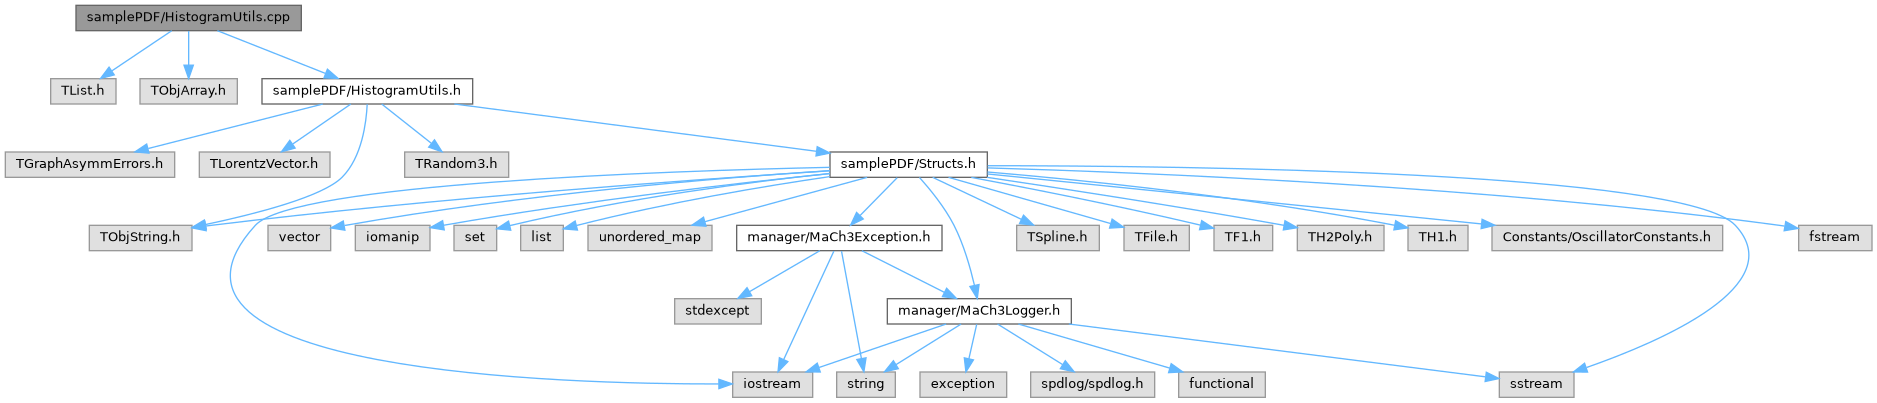 samplePDF/HistogramUtils.cpp
TList.h
TObjArray.h
samplePDF/HistogramUtils.h
TGraphAsymmErrors.h
TLorentzVector.h
TRandom3.h
samplePDF/Structs.h
TObjString.h
vector
iomanip
set
list
unordered_map
manager/MaCh3Exception.h
TSpline.h
TFile.h
TF1.h
TH2Poly.h
TH1.h
Constants/OscillatorConstants.h
fstream
stdexcept
manager/MaCh3Logger.h
iostream
string
exception
spdlog/spdlog.h
functional
sstream